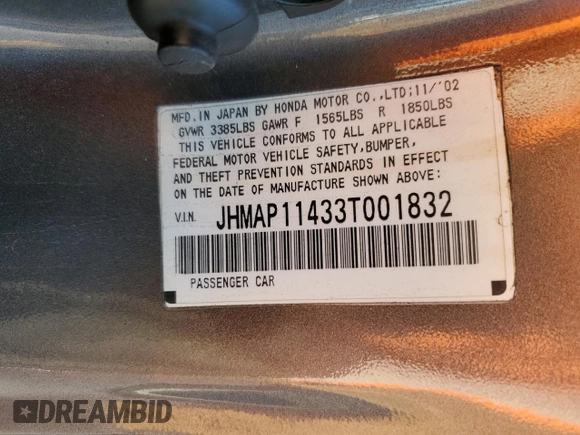 MFD.IN JAPAN BY HONDA MOTOR CO.,LTD;11/'02
GVWR 3385LBS GAWR F 1565LBS R 1850LBS
THIS VEHICLE CONFORMS TO ALL APPLICABLE
FEDERAL MOTOR VEHICLE SAFETY,BUMPER,
AND THEFT PREVENTION STANDARDS IN EFFECT
ON THE DATE OF MANUFACTURE SHOWN ABOVE:
V.I.N. JHMAP11433T001832
PASSENGER CAR
DREAMBID